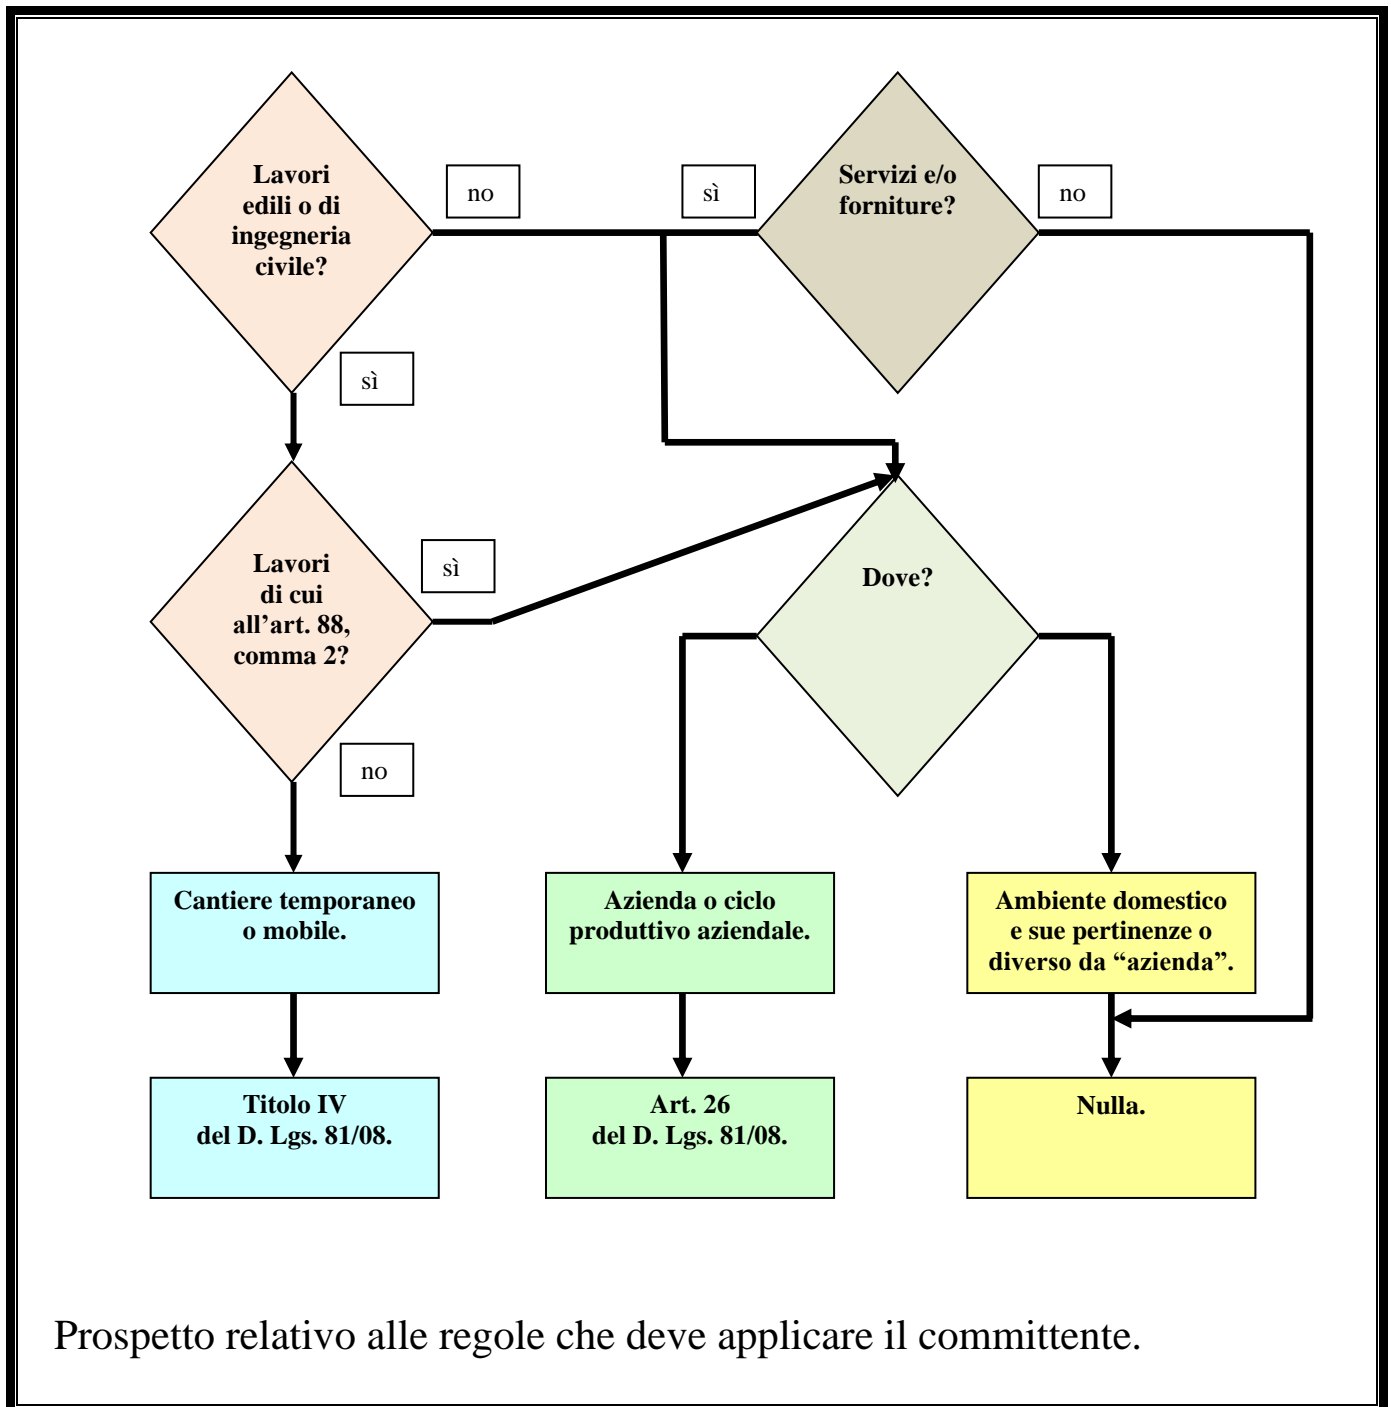 Lavori
edili o di
ingegneria
civile?
no
sì
Servizi e/o
forniture?
no
sì
Lavori
di cui
all’art. 88,
comma 2?
sì
Dove?
no
Cantiere temporaneo
o mobile.
Azienda o ciclo
produttivo aziendale.
Ambiente domestico
e sue pertinenze o
diverso da “azienda”.
Titolo IV
del D. Lgs. 81/08.
Art. 26
del D. Lgs. 81/08.
Nulla.
Prospetto relativo alle regole che deve applicare il committente.